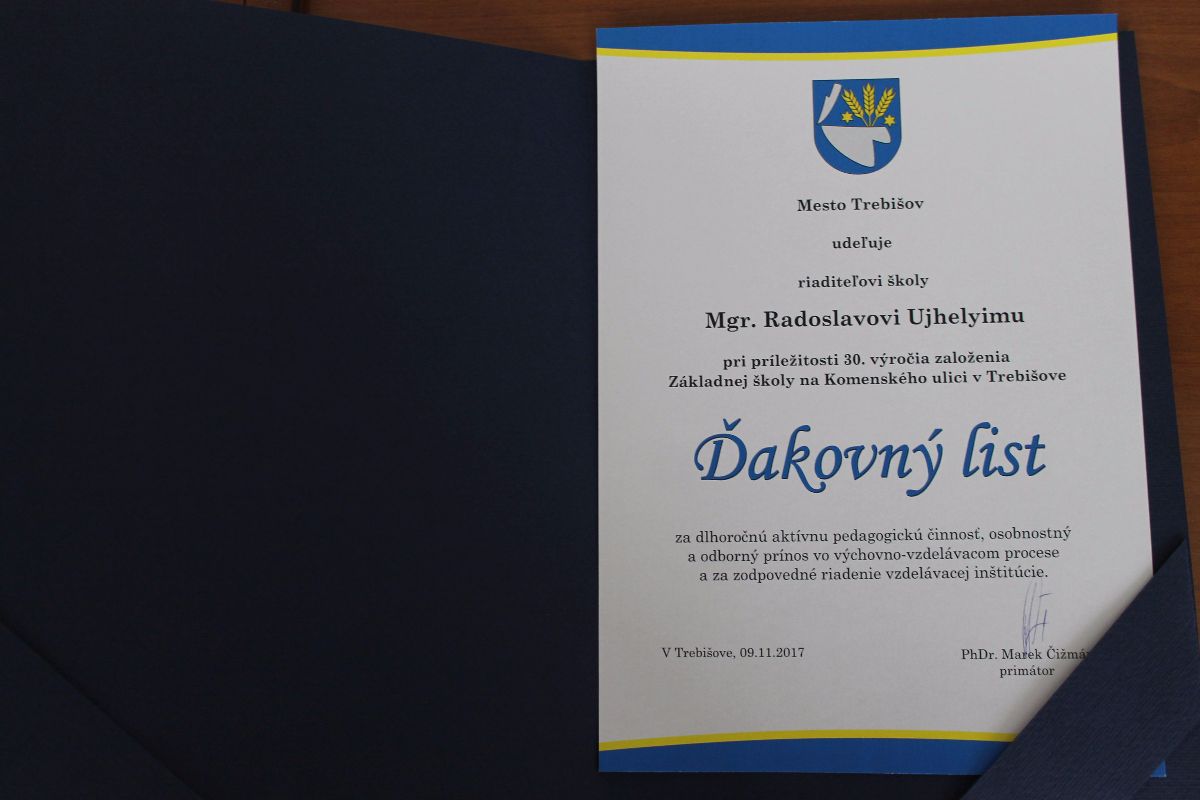 Mesto Trebišov
udeľuje
riaditeľovi školy
Mgr. Radoslavovi Ujhelyimu
pri príležitosti 30. výročia založenia
Základnej školy na Komenského ulici v Trebišove
Ďakovný list
za dlhoročnú aktívnu pedagogickú činnosť, osobnostný
a odborný prínos vo výchovno-vzdelávacom procese
a za zodpovedné riadenie vzdelávacej inštitúcie.
V Trebišove, 09.11.2017
PhDr. Marek
primátor